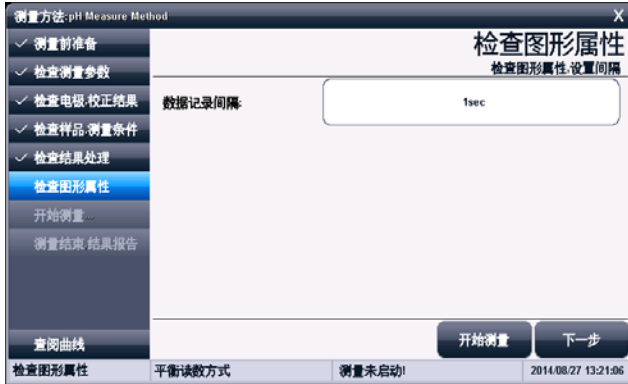 测量方法:pH Measure Method X
检查图形属性
检查图形属性·设置间隔
测量前准备
检查测量参数
检查电极·校正结果
检查样品·测量条件
检查结果处理
检查图形属性
开始测量...
测量结束·结果报告
查阅曲线
数据记录间隔:
1sec
开始测量
下一步
检查图形属性
平衡读数方式
测量未启动!
2014/08/27 13:21:06